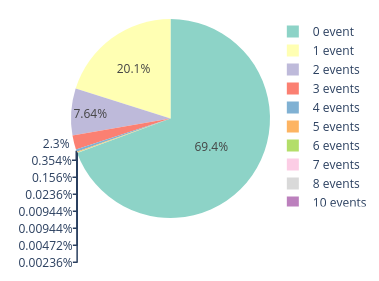 0 event
1 event
2 events
3 events
4 events
5 events
6 events
7 events
8 events
10 events
20.1%
7.64%
69.4%
2.3%
0.354%
0.156%
0.0236%
0.00944%
0.00944%
0.00472%
0.00236%